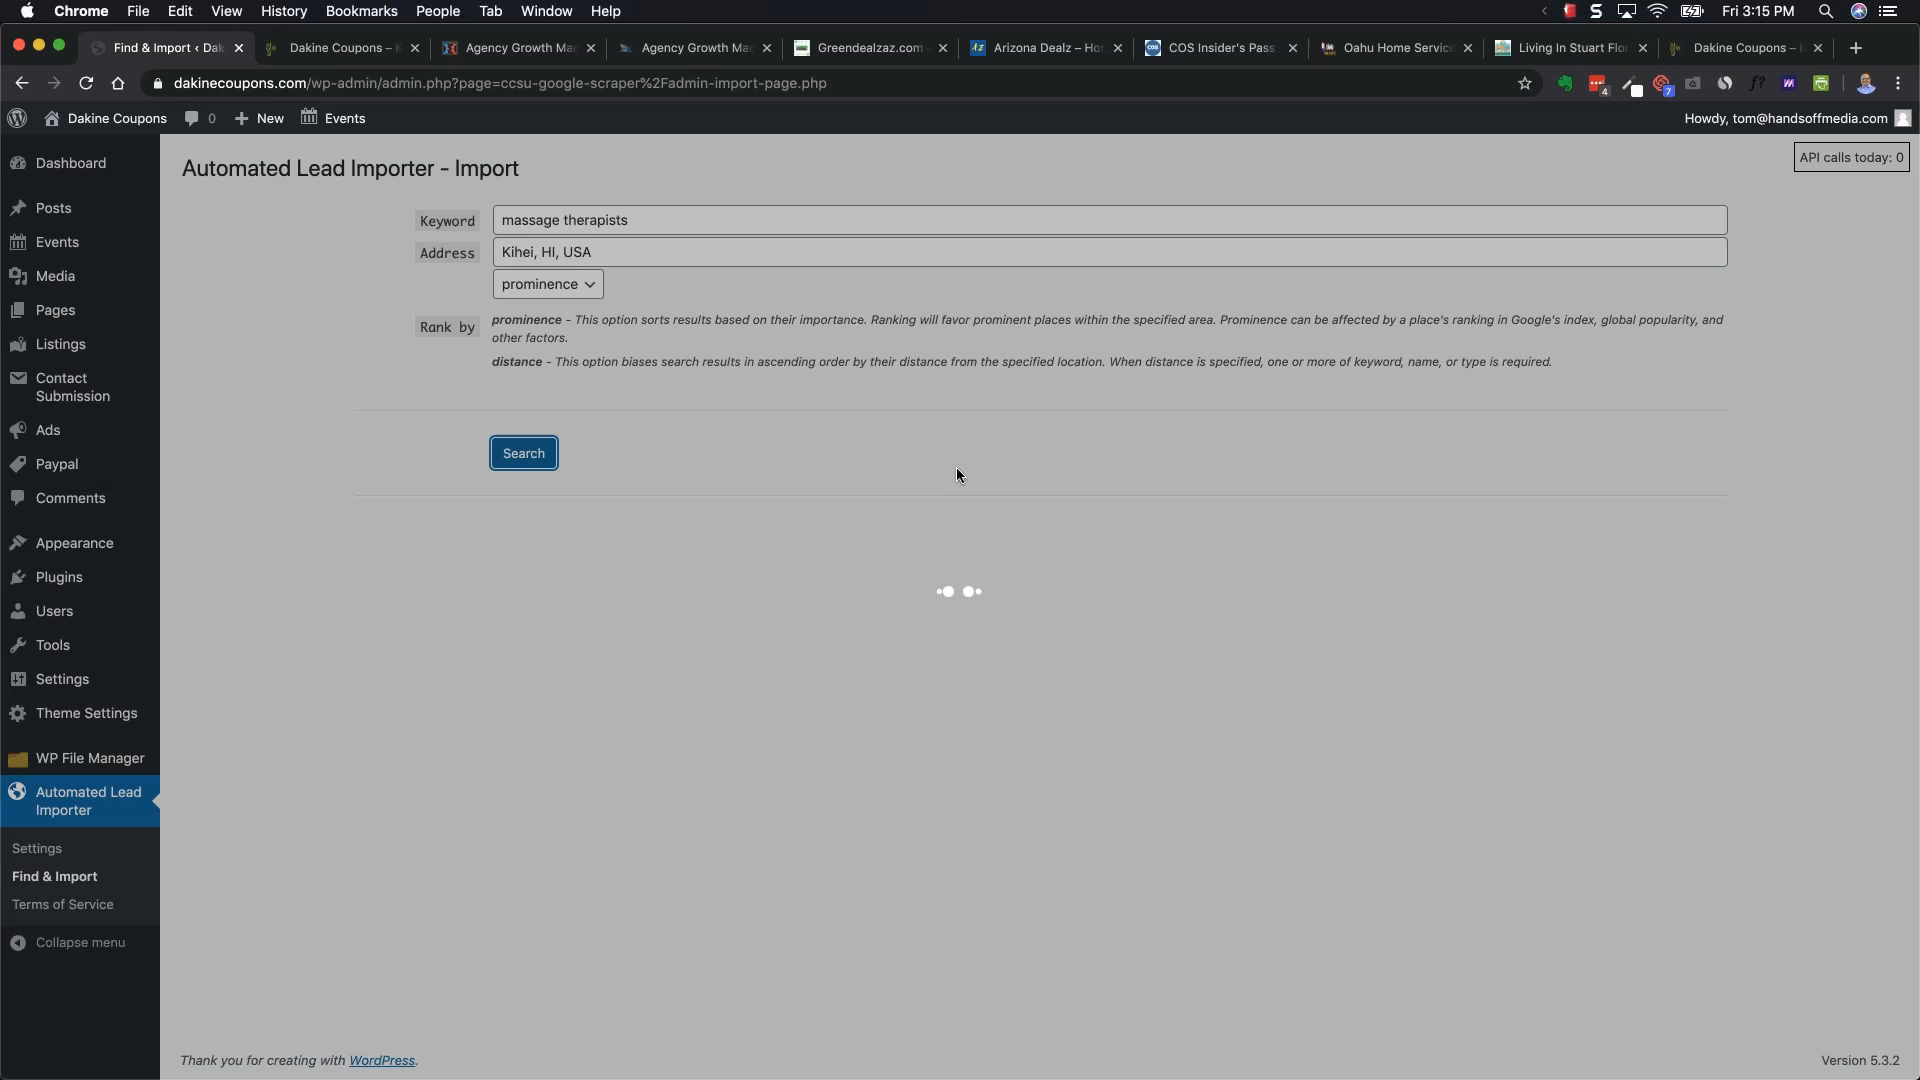 Chrome File Edit View History Bookmarks People Tab Window Help Fri 3:15 PM
Find & Import ‹ Dak Dakine Coupons – Agency Growth Ma Agency Growth Ma Greendealzaz.com Arizona Dealz – Ho COS Insider's Pass Oahu Home Service Living In Stuart Flo Dakine Coupons –
dakinecoupons.com/wp-admin/admin.php?page=ccsu-google-scraper%2Fadmin-import-page.php 4 7
Dakine Coupons 0 New Events Howdy, tom@handsoffmedia.com
Dashboard
Posts
Events
Media
Pages
Listings
Contact
Submission
Ads
Paypal
Comments
Appearance
Plugins
Users
Tools
Settings
Theme Settings
WP File Manager
Automated Lead
Importer
Settings
Find & Import
Terms of Service
Collapse menu
Automated Lead Importer - Import
API calls today: 0
Keyword massage therapists
Address Kihei, HI, USA
prominence
Rank by
prominence - This option sorts results based on their importance. Ranking will favor prominent places within the specified area. Prominence can be affected by a place's ranking in Google's index, global popularity, and
other factors.
distance - This option biases search results in ascending order by their distance from the specified location. When distance is specified, one or more of keyword, name, or type is required.
Search
Thank you for creating with WordPress.
Version 5.3.2